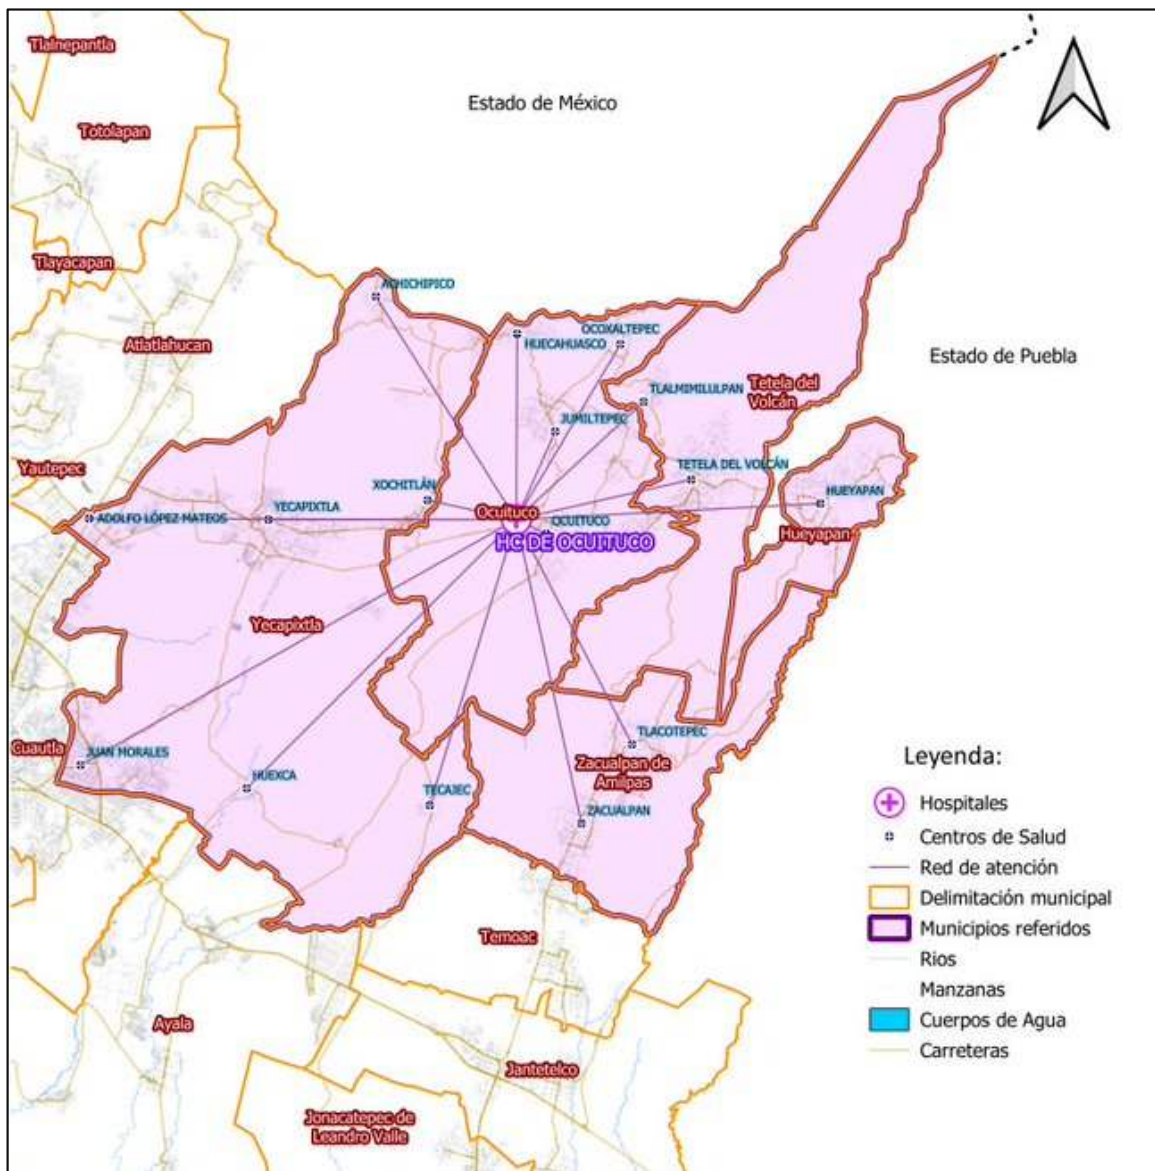 Tlalnepantla
Estado de México
Totolapan
Tlayacapan
ACHICHIPICO
OCOXALTEPEC
HUECAHUASCO
Atlatlahucan
Estado de Puebla
Tetela del
Volcán
TLALMIMILULPAN
JUMILTEPEC
Yautepec
TETELA DEL VOLCÁN
XOCHITLÁN
HUEYAPAN
YECAPIXTLA
ADOLFO LÓPEZ MATEOS
Ocuituco
OCUITUCO
Hueyapan
HC DE OCUITUCO
Yecapixtla
TLACOTEPEC
Cuautla
JUAN MORALES
Zacualpan de
Amilpas
HUEXCA
TECAJEC
ZACUALPAN
Temoac
Ayala
Jantetelco
Jonacatepec de
Leandro Valle
Leyenda:
Hospitales
Centros de Salud
Red de atención
Delimitación municipal
Municipios referidos
Rios
Manzanas
Cuerpos de Agua
Carreteras